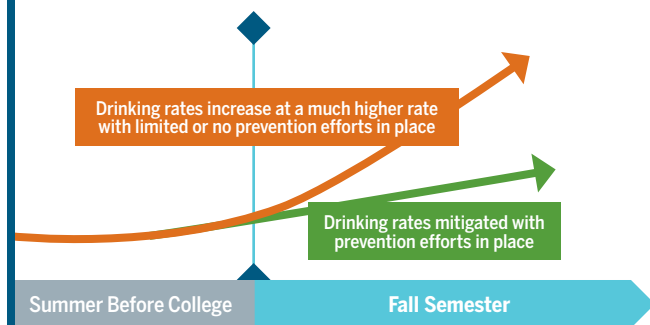 Drinking rates increase at a much higher rate
with limited or no prevention efforts in place
Drinking rates mitigated with
prevention efforts in place
Summer Before College
Fall Semester